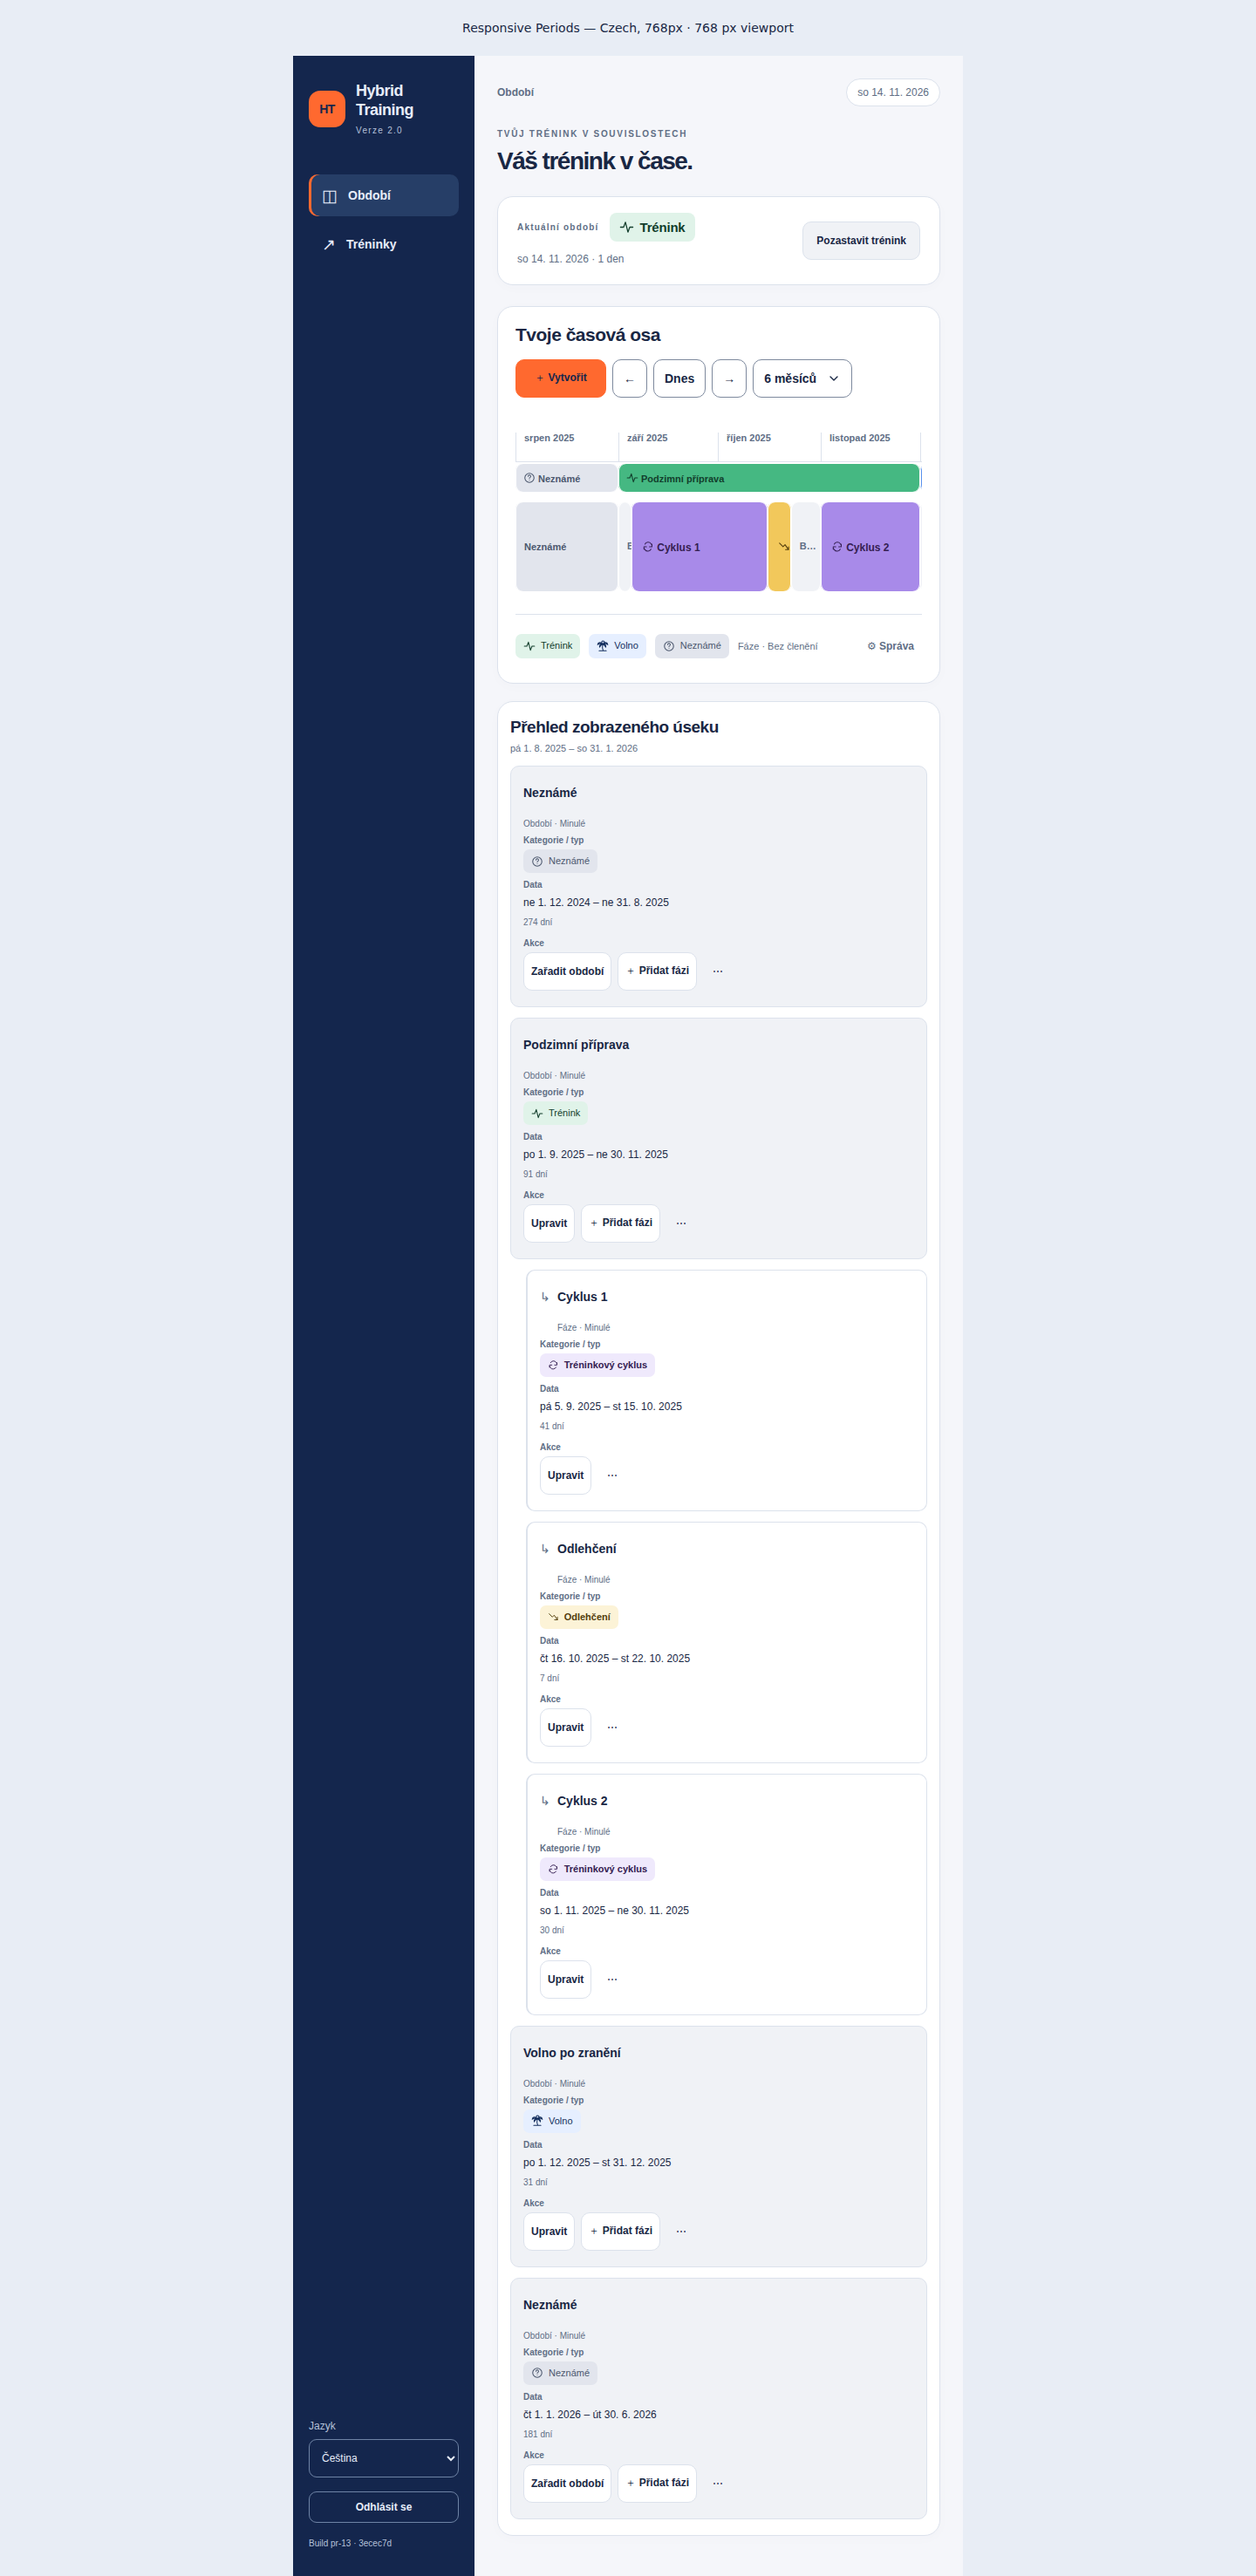 Responsive Periods — Czech, 768px · 768 px viewport
HT
Hybrid
Training
Verze 2.0
Období
Tréninky
Jazyk
Čeština
Odhlásit se
Build pr-13 · 3ecec7d
Období
so 14. 11. 2026
TVŮJ TRÉNINK V SOUVISLOSTECH
Váš trénink v čase.
Aktuální období Trénink
so 14. 11. 2026 · 1 den
Pozastavit trénink
Tvoje časová osa
+ Vytvořit ← Dnes → 6 měsíců
srpen 2025 září 2025 říjen 2025 listopad 2025
Neznámé Podzimní příprava
Neznámé Cyklus 1 B… Cyklus 2
Trénink Volno Neznámé Fáze · Bez členění ⚙ Správa
Přehled zobrazeného úseku
pá 1. 8. 2025 – so 31. 1. 2026
Neznámé
Období · Minulé
Kategorie / typ
Neznámé
Data
ne 1. 12. 2024 – ne 31. 8. 2025
274 dní
Akce
Zařadit období + Přidat fázi ···
Podzimní příprava
Období · Minulé
Kategorie / typ
Trénink
Data
po 1. 9. 2025 – ne 30. 11. 2025
91 dní
Akce
Upravit + Přidat fázi ···
↳ Cyklus 1
Fáze · Minulé
Kategorie / typ
Tréninkový cyklus
Data
pá 5. 9. 2025 – st 15. 10. 2025
41 dní
Akce
Upravit ···
↳ Odlehčení
Fáze · Minulé
Kategorie / typ
Odlehčení
Data
čt 16. 10. 2025 – st 22. 10. 2025
7 dní
Akce
Upravit ···
↳ Cyklus 2
Fáze · Minulé
Kategorie / typ
Tréninkový cyklus
Data
so 1. 11. 2025 – ne 30. 11. 2025
30 dní
Akce
Upravit ···
Volno po zranění
Období · Minulé
Kategorie / typ
Volno
Data
po 1. 12. 2025 – st 31. 12. 2025
31 dní
Akce
Upravit + Přidat fázi ···
Neznámé
Období · Minulé
Kategorie / typ
Neznámé
Data
čt 1. 1. 2026 – út 30. 6. 2026
181 dní
Akce
Zařadit období + Přidat fázi ···